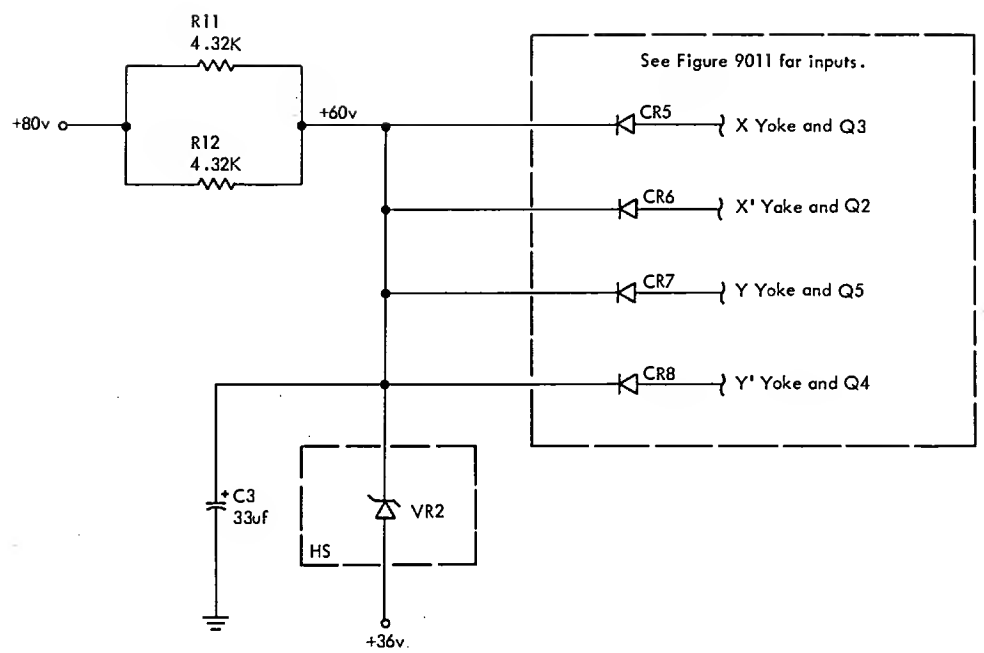 R11
4.32K
See Figure 9011 far inputs.
+80v
+60v
CR5
X Yoke and Q3
R12
4.32K
CR6
X' Yake and Q2
CR7
Y Yoke and Q5
CR8
Y' Yoke and Q4
+
C3
33uf
VR2
HS
+36v.